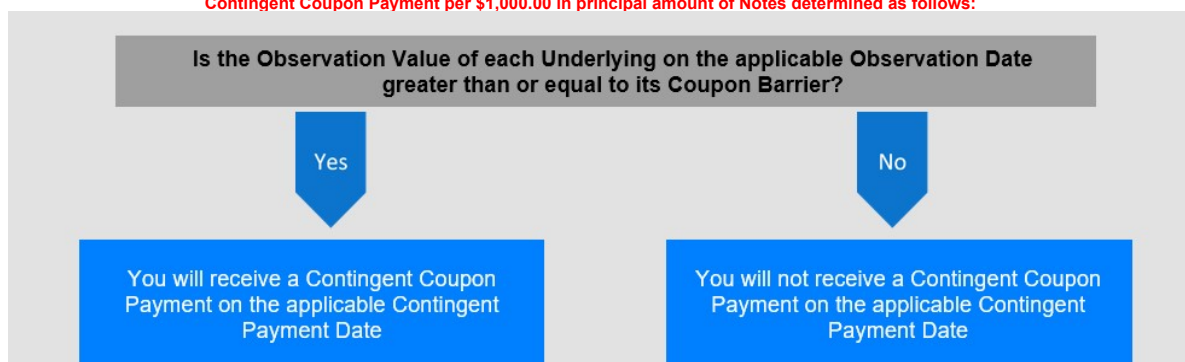 Contingent Coupon Payment per $1,000.00 in principal amount of Notes determined as follows:
Is the Observation Value of each Underlying on the applicable Observation Date
greater than or equal to its Coupon Barrier?
Yes
No
You will receive a Contingent Coupon
Payment on the applicable Contingent
Payment Date
You will not receive a Contingent Coupon
Payment on the applicable Contingent
Payment Date